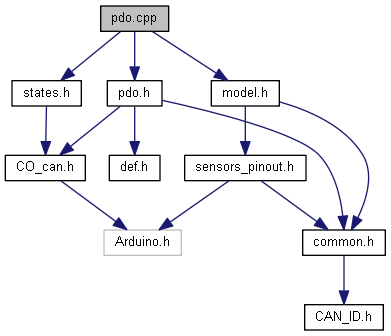 pdo.cpp
states.h
pdo.h
model.h
CO_can.h
def.h
sensors_pinout.h
Arduino.h
common.h
CAN_ID.h